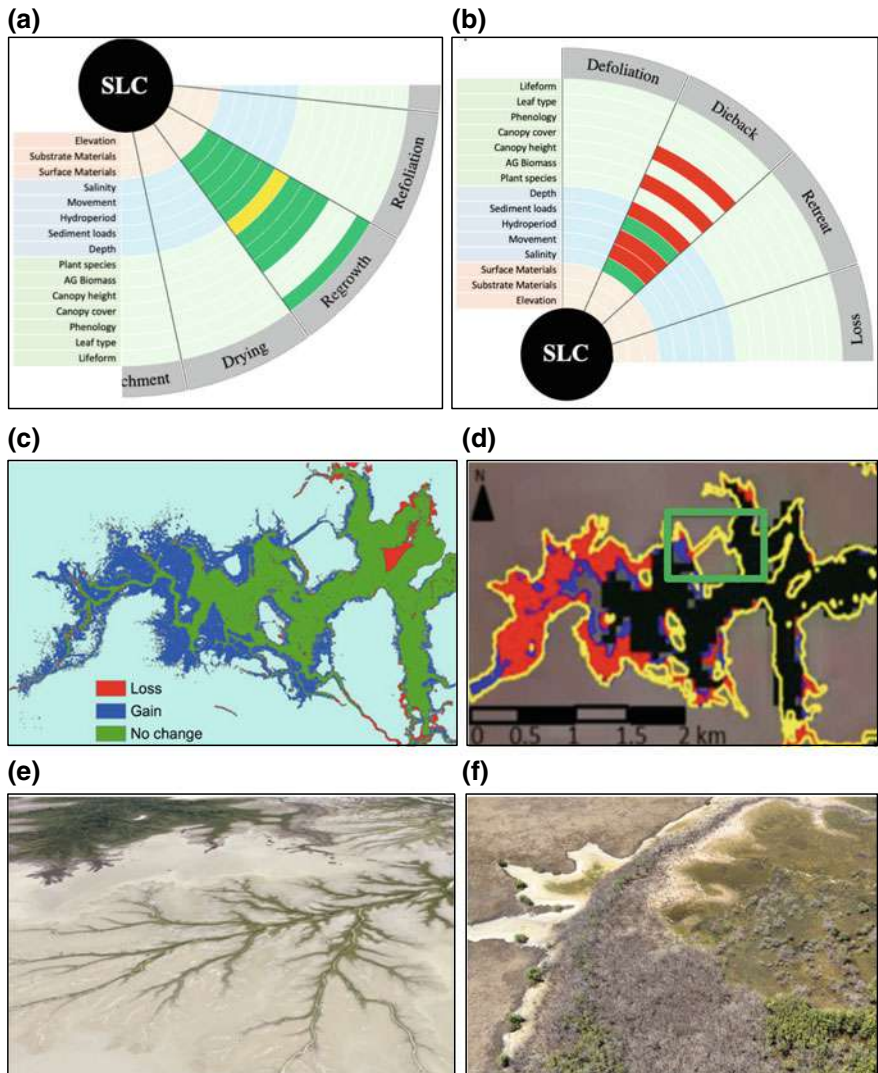 (a)
SLC
Elevation
Substrate Materials
Surface Materials
Salinity
Movement
Hydroperiod
Sediment loads
Depth
Plant species
AG Biomass
Canopy height
Canopy cover
Phenology
Leaf type
Lifeform
Refoliation
Regrowth
Drying
chment
(b)
Defoliation
Dieback
Retreat
Loss
Lifeform
Leaf type
Phenology
Canopy cover
Canopy height
AG Biomass
Plant species
Depth
Sediment loads
Hydroperiod
Movement
Salinity
Surface Materials
Substrate Materials
Elevation
SLC
(c)
Loss
Gain
No change
(d)
N
0 0.5 1 1.5 2 km
(e)
(f)